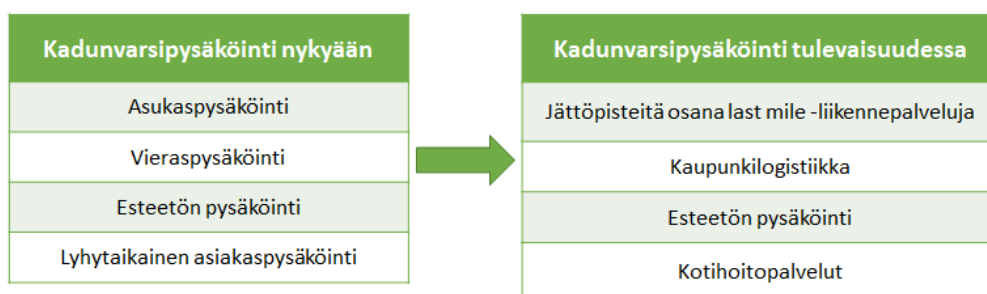 Kadunvarsipysäköinti nykyään
Asukaspysäköinti
Vieraspysäköinti
Esteetön pysäköinti
Lyhytaikainen asiakaspysäköinti
Kadunvarsipysäköinti tulevaisuudessa
Jättöpisteitä osana last mile -liikennepalveluja
Kaupunkilogistiikka
Esteetön pysäköinti
Kotihoitopalvelut